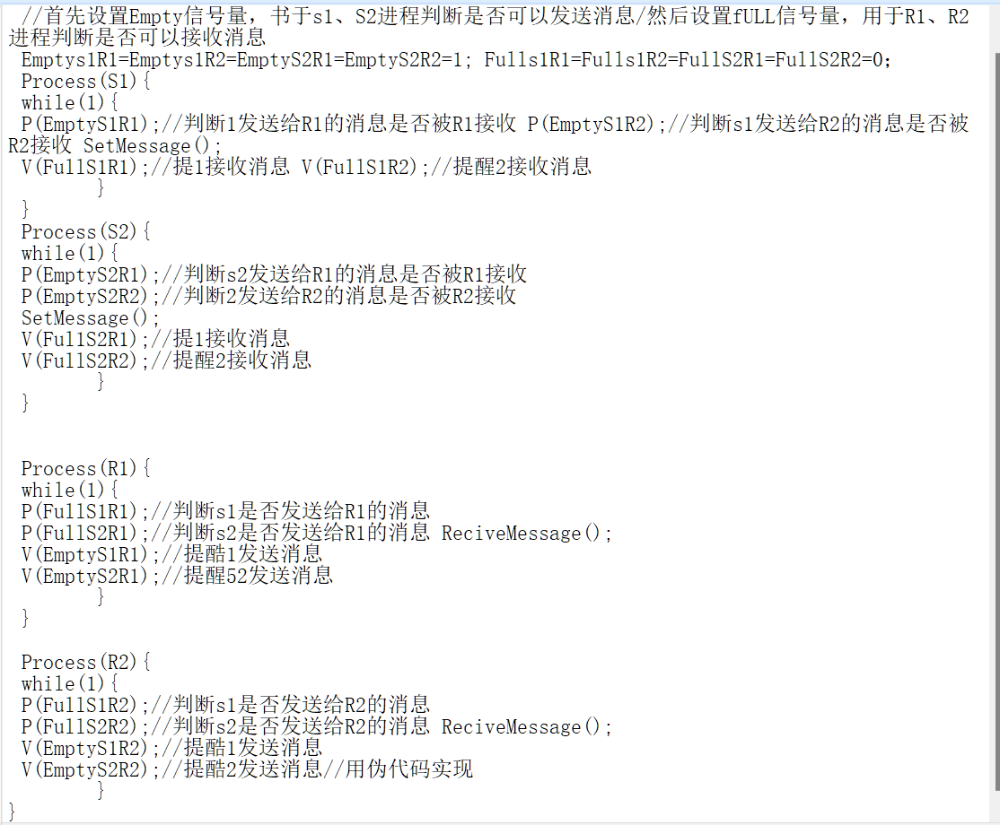 //首先设置Empty信号量，书于s1、S2进程判断是否可以发送消息/然后设置fULL信号量，用于R1、R2
进程判断是否可以接收消息
Emptys1R1=Emptys1R2=EmptyS2R1=EmptyS2R2=1; Fulls1R1=Fulls1R2=FullS2R1=FullS2R2=0;
Process(S1){
while(1){
P(EmptyS1R1);//判断1发送给R1的消息是否被R1接收 P(EmptyS1R2);//判断s1发送给R2的消息是否被
R2接收 SetMessage();
V(FullS1R1);//提1接收消息 V(FullS1R2);//提醒2接收消息
}
}
Process(S2){
while(1){
P(EmptyS2R1);//判断s2发送给R1的消息是否被R1接收
P(EmptyS2R2);//判断2发送给R2的消息是否被R2接收
SetMessage();
V(FullS2R1);//提1接收消息
V(FullS2R2);//提醒2接收消息
}
}
Process(R1){
while(1){
P(FullS1R1);//判断s1是否发送给R1的消息
P(FullS2R1);//判断s2是否发送给R1的消息 ReciveMessage();
V(EmptyS1R1);//提酷1发送消息
V(EmptyS2R1);//提醒52发送消息
}
}
Process(R2){
while(1){
P(FullS1R2);//判断s1是否发送给R2的消息
P(FullS2R2);//判断s2是否发送给R2的消息 ReciveMessage();
V(EmptyS1R2);//提酷1发送消息
V(EmptyS2R2);//提酷2发送消息//用伪代码实现
}
}